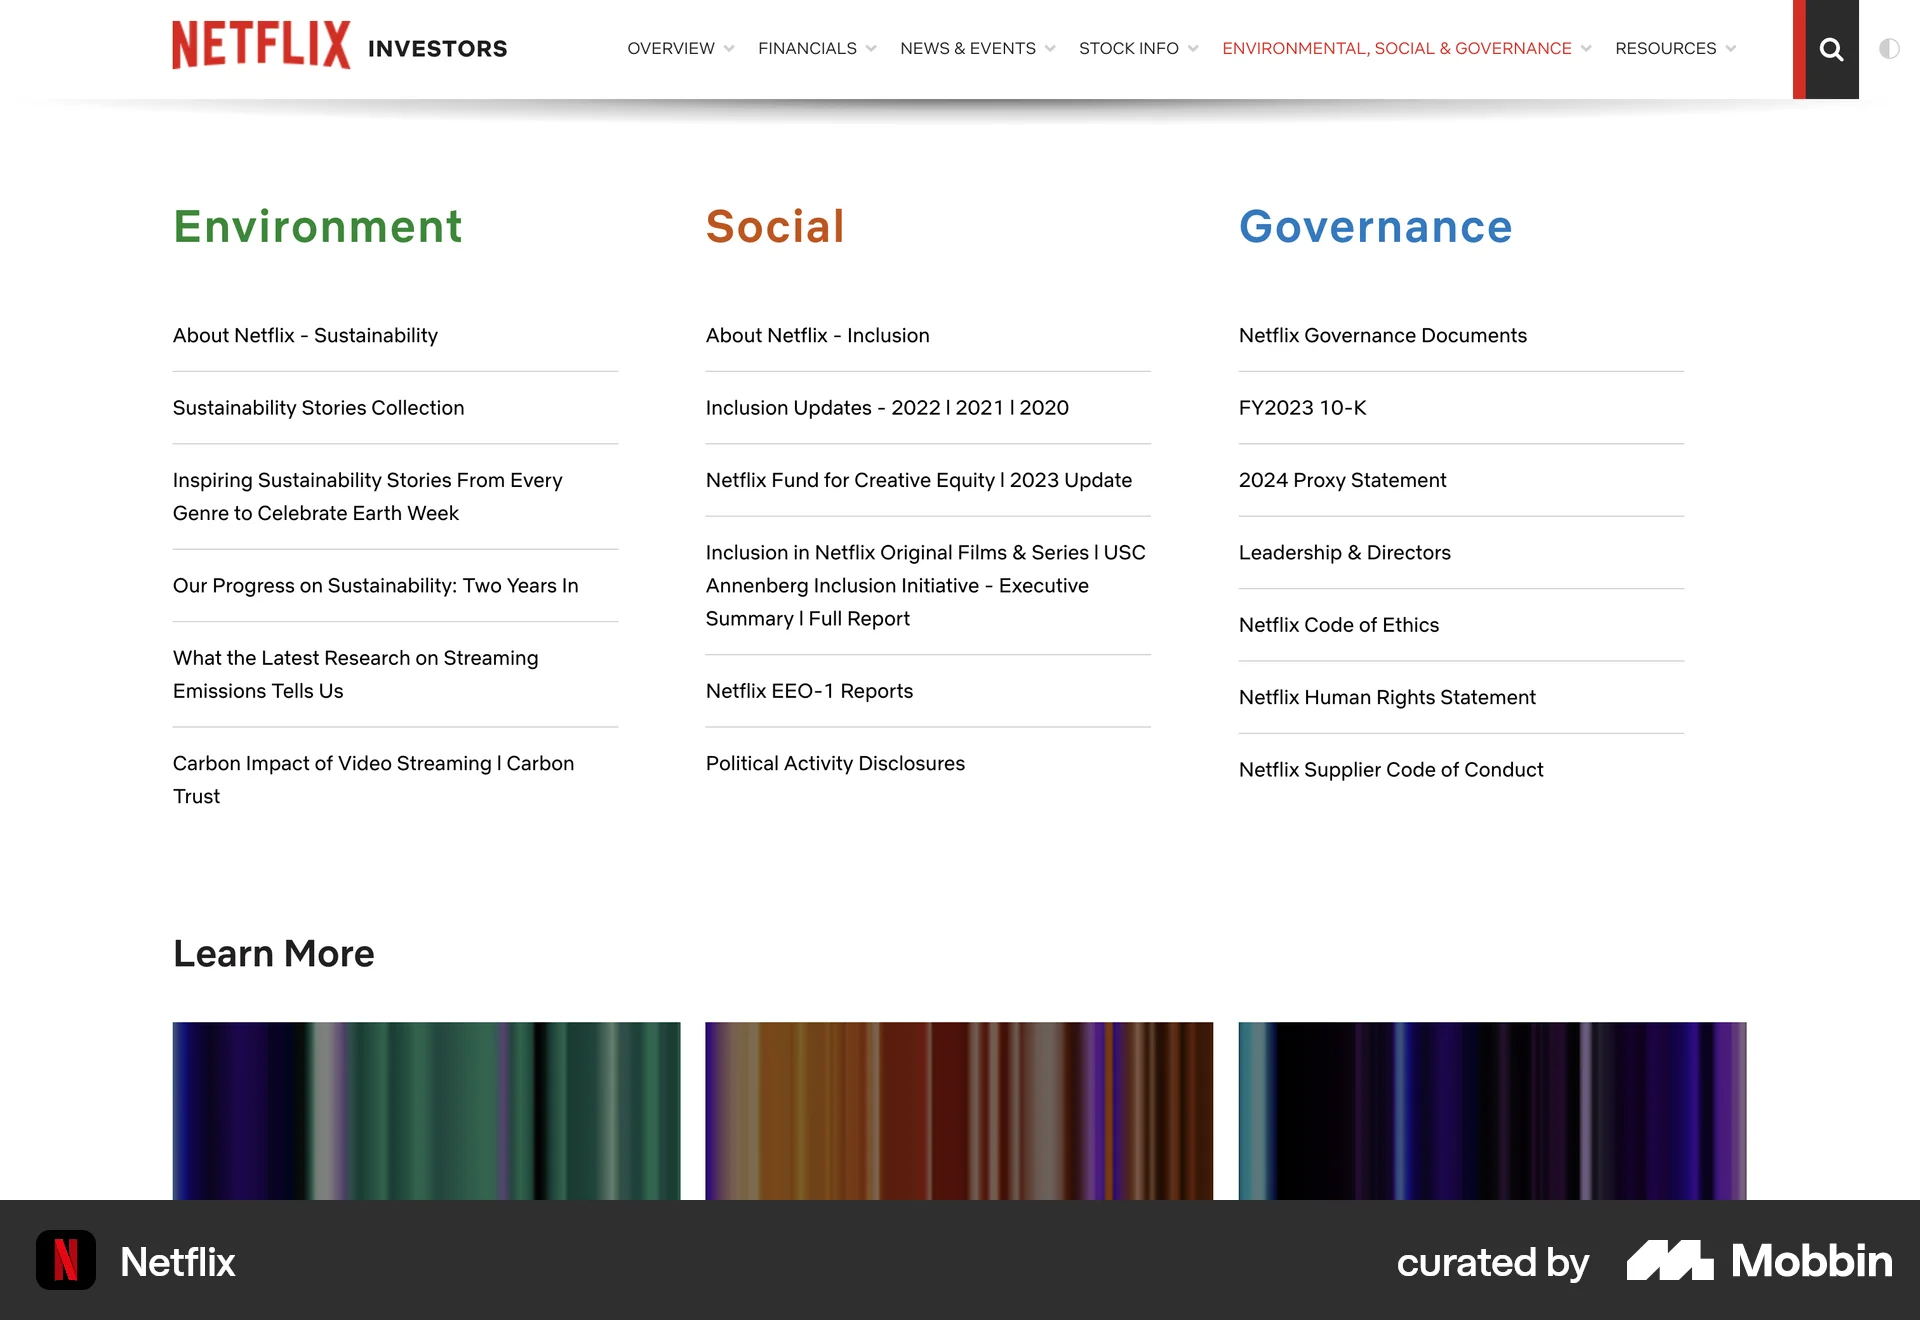 NETFLIX INVESTORS
OVERVIEW FINANCIALS NEWS & EVENTS STOCK INFO ENVIRONMENTAL, SOCIAL & GOVERNANCE RESOURCES
Environment
About Netflix - Sustainability
Sustainability Stories Collection
Inspiring Sustainability Stories From Every
Genre to Celebrate Earth Week
Our Progress on Sustainability: Two Years In
What the Latest Research on Streaming
Emissions Tells Us
Carbon Impact of Video Streaming | Carbon
Trust
Social
About Netflix - Inclusion
Inclusion Updates - 2022 | 2021 | 2020
Netflix Fund for Creative Equity | 2023 Update
Inclusion in Netflix Original Films & Series | USC
Annenberg Inclusion Initiative - Executive
Summary | Full Report
Netflix EEO-1 Reports
Political Activity Disclosures
Governance
Netflix Governance Documents
FY2023 10-K
2024 Proxy Statement
Leadership & Directors
Netflix Code of Ethics
Netflix Human Rights Statement
Netflix Supplier Code of Conduct
Learn More
N Netflix
curated by Mobbin